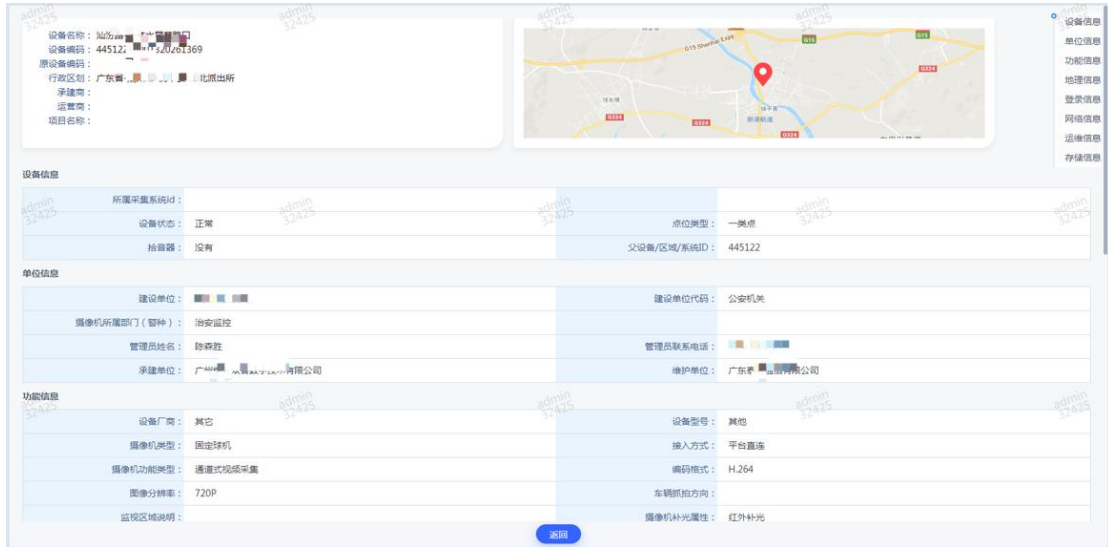 设备名称：
设备编码： 44512 20261369
原设备编码：
行政区划： 广东省 派出所
承建商：
运营商：
项目名称：
G15 Shenhai Expy
G15
G15
G324
G324
G324
G324
设备信息
单位信息
功能信息
地理信息
登录信息
网络信息
运维信息
存储信息
设备信息
所属采集系统id：
设备状态： 正常 点位类型： 一类点
拾音器： 没有 父设备/区域/系统ID： 445122
单位信息
建设单位： 建设单位代码： 公安机关
摄像机所属部门（警种）： 治安监控
管理员姓名： 陈森胜 管理员联系电话：
承建单位： 有限公司 维护单位： 广东 有限公司
功能信息
设备厂商： 其它 设备型号： 其他
摄像机类型： 固定球机 接入方式： 平台直连
摄像机功能类型： 通道式视频采集 编码格式： H.264
图像分辨率： 720P 车辆抓拍方向：
监视区域说明： 摄像机补光属性： 红外补光
返回
admin
32425